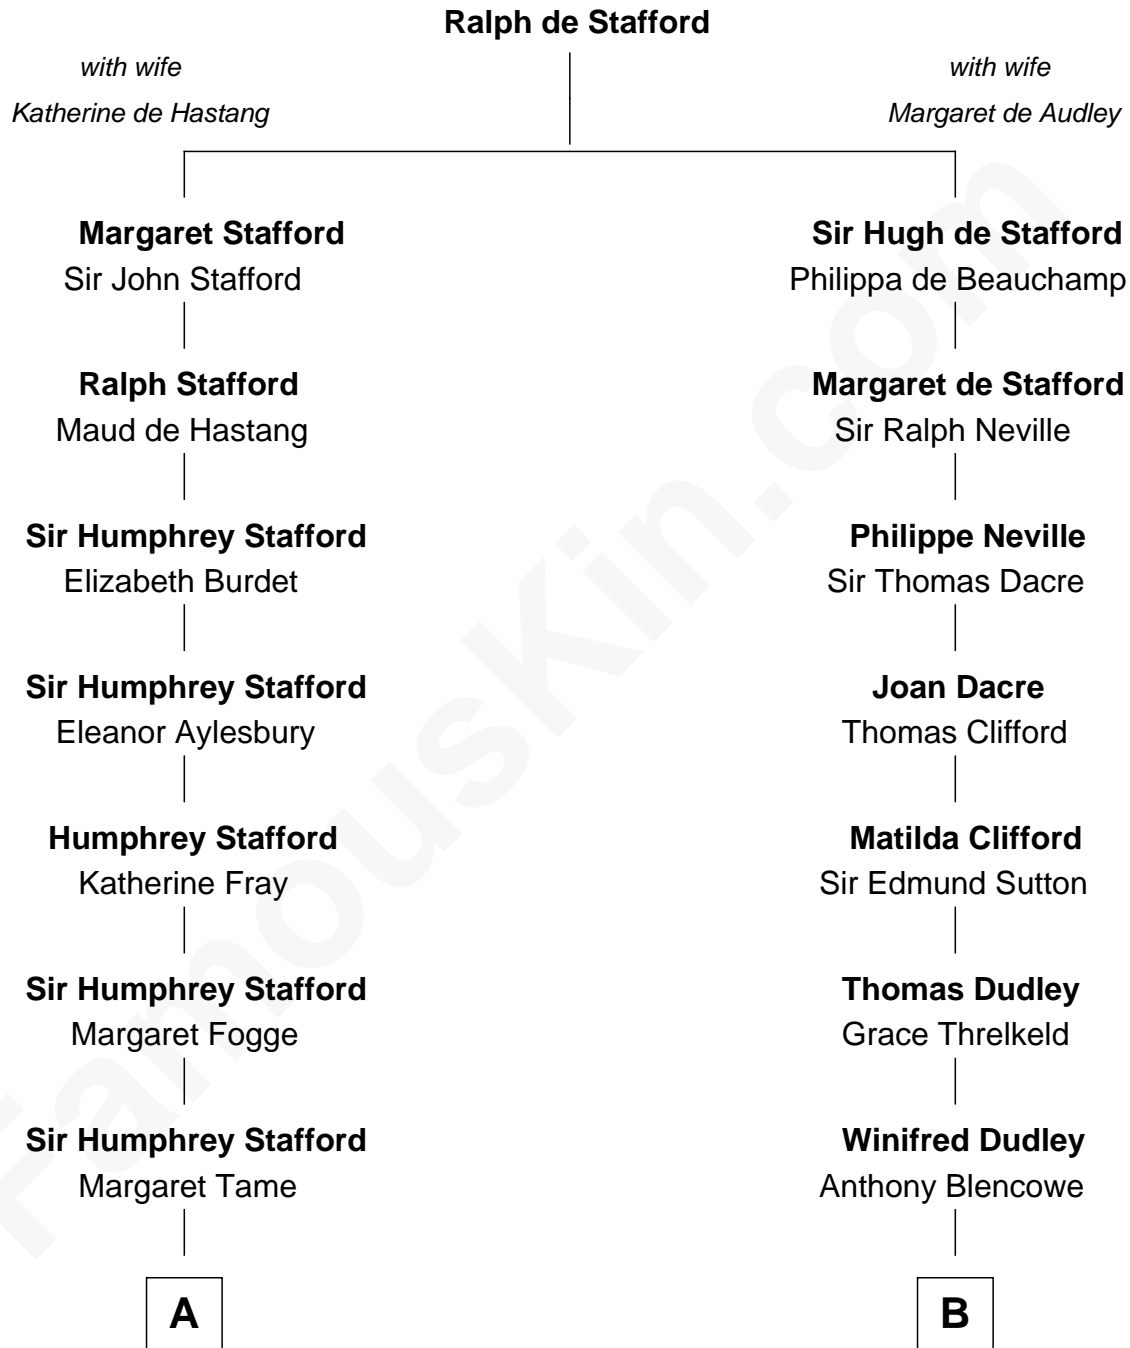 Ralph de Stafford
with wife
Katherine de Hastang
with wife
Margaret de Audley
Margaret Stafford
Sir John Stafford
Sir Hugh de Stafford
Philippa de Beauchamp
Ralph Stafford
Maud de Hastang
Margaret de Stafford
Sir Ralph Neville
Sir Humphrey Stafford
Elizabeth Burdet
Philippe Neville
Sir Thomas Dacre
Sir Humphrey Stafford
Eleanor Aylesbury
Joan Dacre
Thomas Clifford
Humphrey Stafford
Katherine Fray
Matilda Clifford
Sir Edmund Sutton
Sir Humphrey Stafford
Margaret Fogge
Thomas Dudley
Grace Threlkeld
Sir Humphrey Stafford
Margaret Tame
Winifred Dudley
Anthony Blencowe
A
B
FamousKin.com